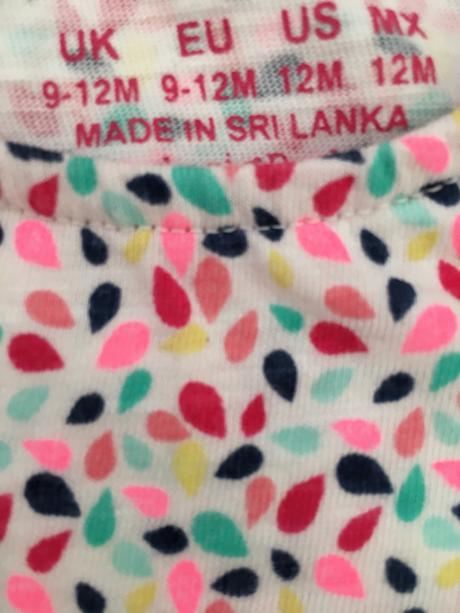 UK EU US MX
9-12M 9-12M 12M 12M
MADE IN SRI LANKA